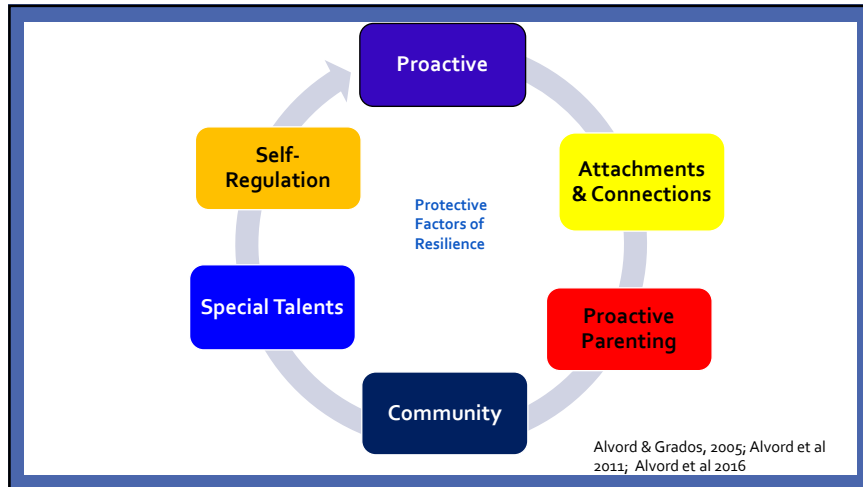 Proactive
Self-
Regulation
Attachments
& Connections
Protective
Factors of
Resilience
Special Talents
Proactive
Parenting
Community
Alvord & Grados, 2005; Alvord et al
2011;  Alvord et al 2016